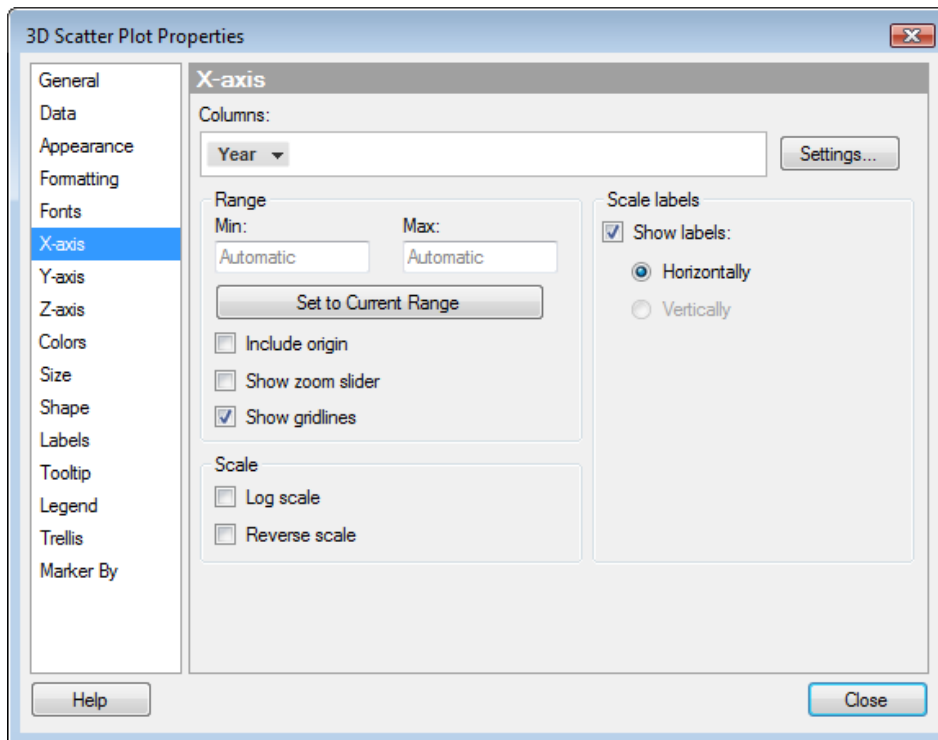 3D Scatter Plot Properties
General
Data
Appearance
Formatting
Fonts
X-axis
Y-axis
Z-axis
Colors
Size
Shape
Labels
Tooltip
Legend
Trellis
Marker By
X-axis
Columns:
Year
Settings...
Range
Min:
Max:
Automatic
Automatic
Set to Current Range
Include origin
Show zoom slider
Show gridlines
Scale
Log scale
Reverse scale
Scale labels
Show labels:
Horizontally
Vertically
Help
Close